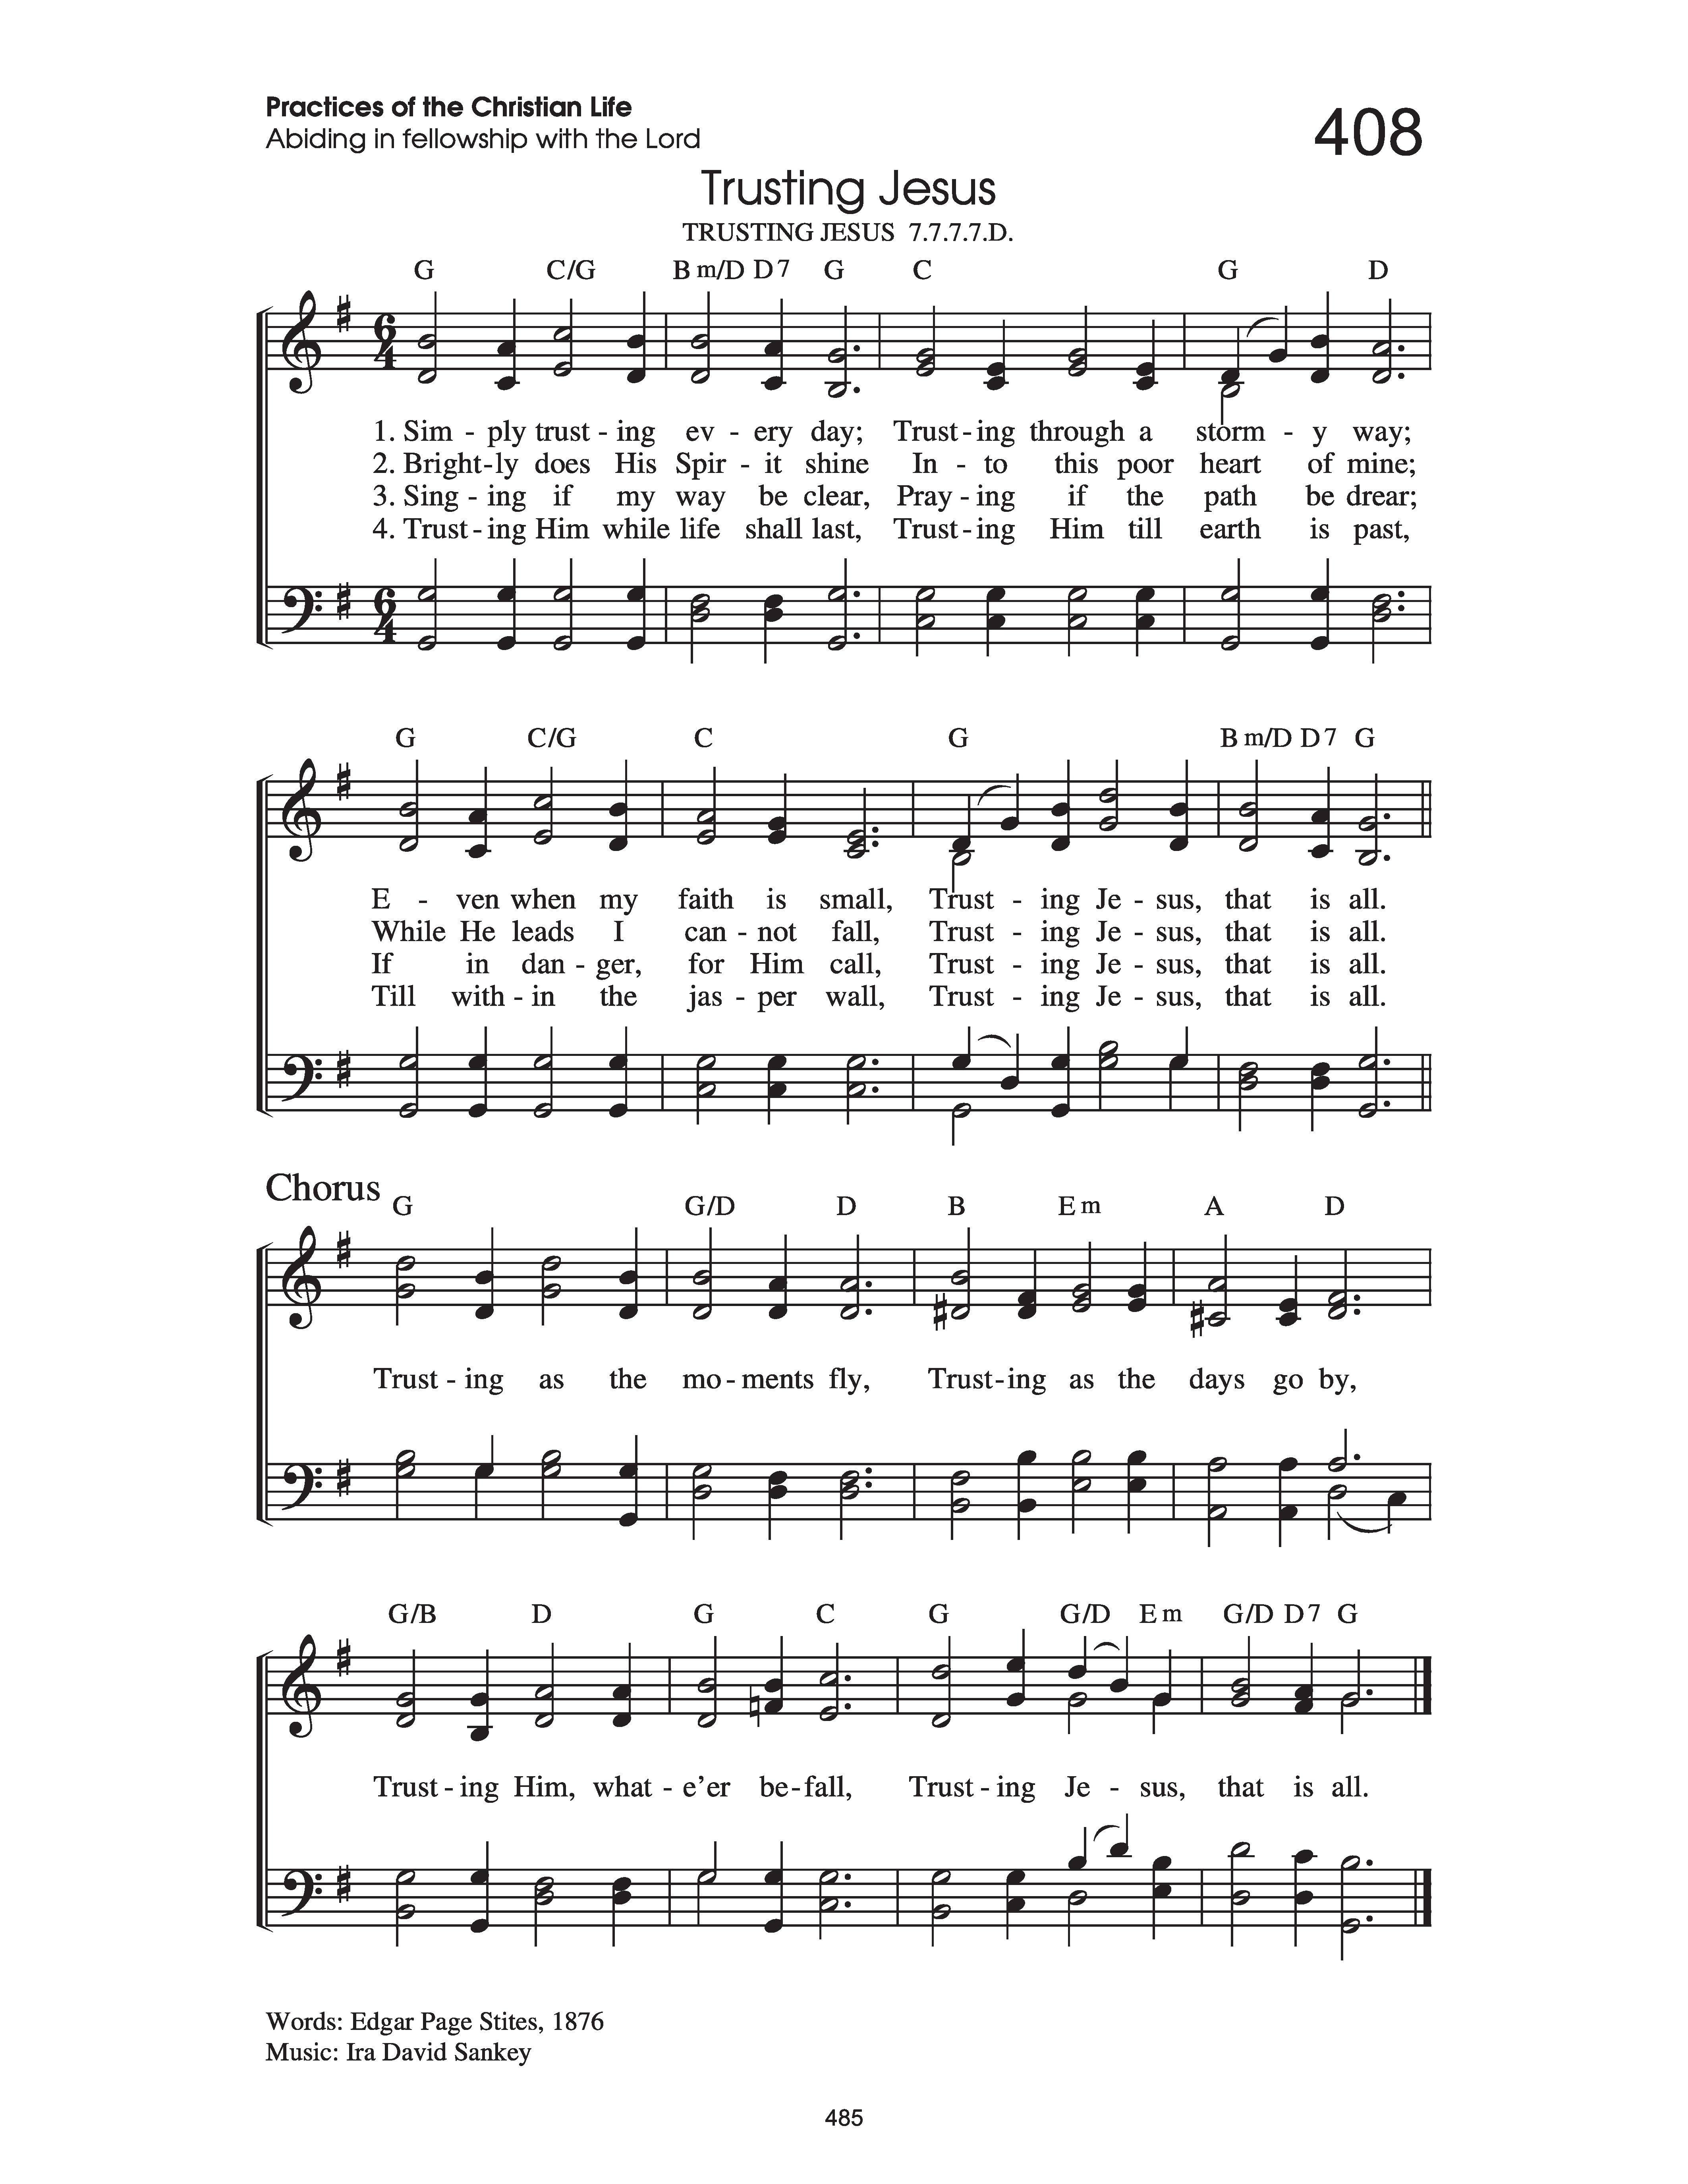 Practices of the Christian Life
Abiding in fellowship with the Lord
408
Trusting Jesus
TRUSTING JESUS 7.7.7.7.D.
G C/G Bm/D D7 G C G D
1. Sim - ply trust - ing ev - ery day; Trust - ing through a storm - y way;
2. Bright - ly does His Spir - it shine In - to this poor heart of mine;
3. Sing - ing if my way be clear, Pray - ing if the path be drear;
4. Trust - ing Him while life shall last, Trust - ing Him till earth is past,
G C/G C G Bm/D D7 G
E - ven when my faith is small, Trust - ing Je - sus, that is all.
While He leads I can - not fall, Trust - ing Je - sus, that is all.
If in dan - ger, for Him call, Trust - ing Je - sus, that is all.
Till with - in the jas - per wall, Trust - ing Je - sus, that is all.
Chorus
G G/D D B Em A D
Trust - ing as the mo - ments fly, Trust - ing as the days go by,
G/B D G C G G/D Em G/D D7 G
Trust - ing Him, what - e'er be - fall, Trust - ing Je - sus, that is all.
Words: Edgar Page Stites, 1876
Music: Ira David Sankey
485